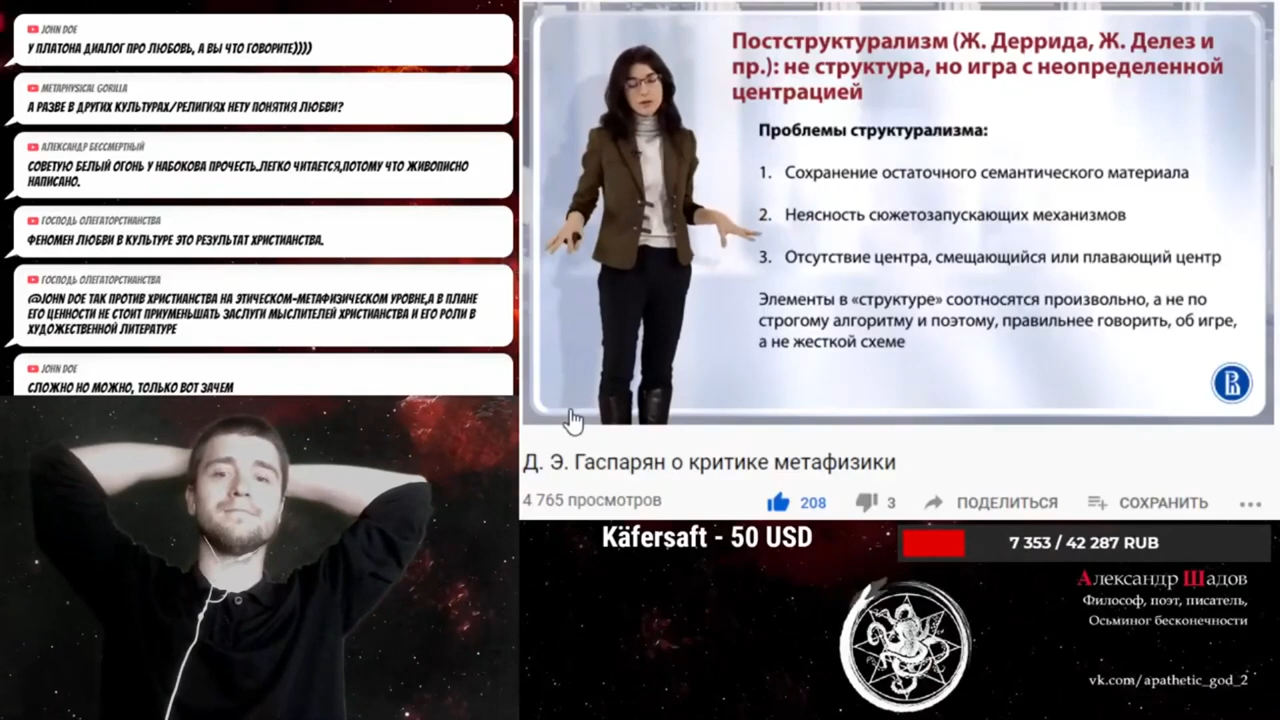 JOHN DOE
У ПЛАТОНА ДИАЛОГ ПРО ЛЮБОВЬ, А ВЫ ЧТО ГОВОРИТЕ))))
METAPHYSICAL GORILLA
А РАЗВЕ В ДРУГИХ КУЛЬТУРАХ/РЕЛИГИЯХ НЕТУ ПОНЯТИЯ ЛЮБВИ?
АЛЕКСАНДР БЕССМЕРТНЫЙ
СОВЕТУЮ БЕЛЫЙ ОГОНЬ У НАБОКОВА ПРОЧЕСТЬ.ЛЕГКО ЧИТАЕТСЯ,ПОТОМУ ЧТО ЖИВОПИСНО
НАПИСАНО.
ГОСПОДЬ ОЛЕГАТОРСТИАНСТВА
ФЕНОМЕН ЛЮБВИ В КУЛЬТУРЕ ЭТО РЕЗУЛЬТАТ ХРИСТИАНСТВА.
ГОСПОДЬ ОЛЕГАТОРСТИАНСТВА
@JOHN DOE ТАК ПРОТИВ ХРИСТИАНСТВА НА ЭТИЧЕСКОМ-МЕТАФИЗИЧЕСКОМ УРОВНЕ,А В ПЛАНЕ
ЕГО ЦЕННОСТИ НЕ СТОИТ ПРИУМЕНЬШАТЬ ЗАСЛУГИ МЫСЛИТЕЛЕЙ ХРИСТИАНСТВА И ЕГО РОЛИ В
ХУДОЖЕСТВЕННОЙ ЛИТЕРАТУРЕ
JOHN DOE
СЛОЖНО НО МОЖНО, ТОЛЬКО ВОТ ЗАЧЕМ
Постструктурализм (Ж. Деррида, Ж. Делез и
пр.): не структура, но игра с неопределенной
центрацией
Проблемы структурализма:
1. Сохранение остаточного семантического материала
2. Неясность сюжетозапускающих механизмов
3. Отсутствие центра, смещающийся или плавающий центр
Элементы в «структуре» соотносятся произвольно, а не по
строгому алгоритму и поэтому, правильнее говорить, об игре,
а не жесткой схеме
Д. Э. Гаспарян о критике метафизики
4 765 просмотров
208
3
ПОДЕЛИТЬСЯ
СОХРАНИТЬ
Käfersaft - 50 USD
7 353 / 42 287 RUB
Александр Шадов
Философ, поэт, писатель,
Осьминог бесконечности
vk.com/apathetic_god_2